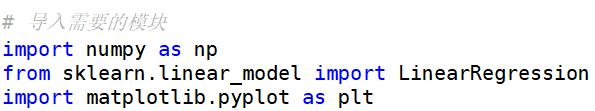 # 导入需要的模块
import numpy as np
from sklearn.linear_model import LinearRegression
import matplotlib.pyplot as plt